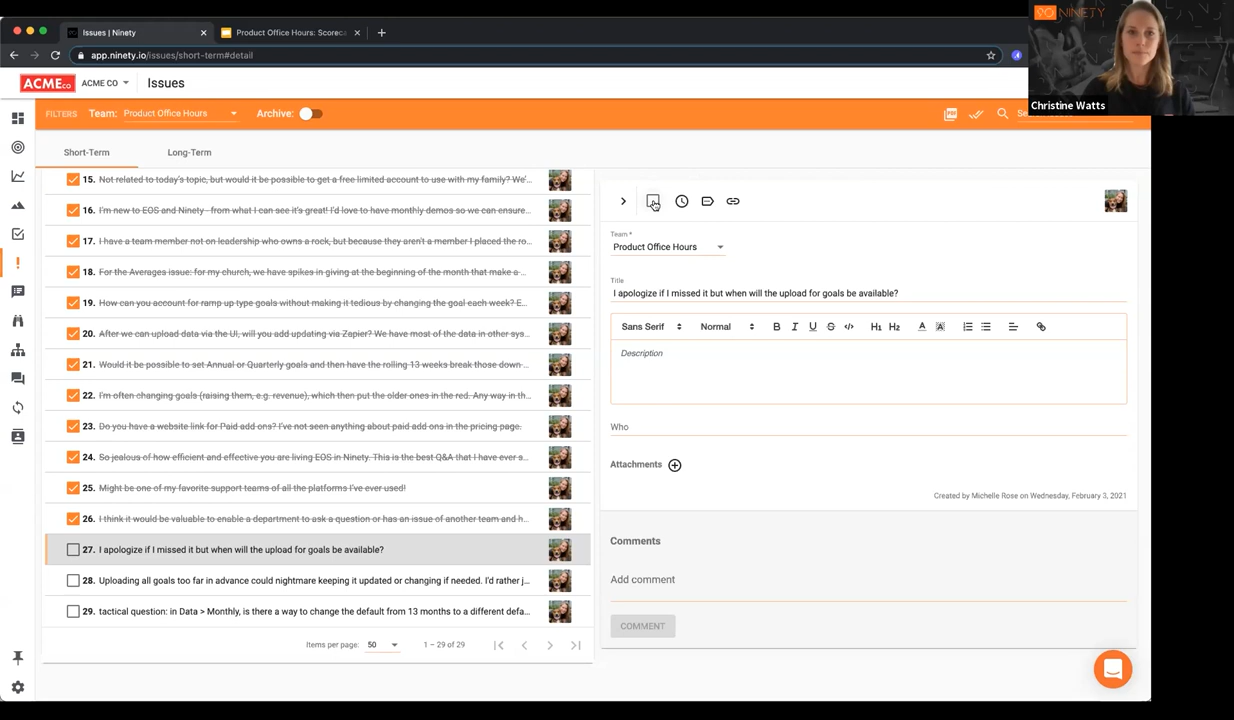 Issues | Ninety
Product Office Hours: Scoreca
app.ninety.io/issues/short-term#detail
90 NINETY
Christine Watts
ACMEco ACME CO Issues
FILTERS Team: Product Office Hours Archive:
Short-Term Long-Term
15. Not related to today's topic, but would it be possible to get a free limited account to use with my family? We'...
16. I'm new to EOS and Ninety - from what I can see it's great! I'd love to have monthly demos so we can ensure...
17. I have a team member not on leadership who owns a rock, but because they aren't a member I placed the ro...
18. For the Averages issue: for my church, we have spikes in giving at the beginning of the month that make a ...
19. How can you account for ramp up type goals without making it tedious by changing the goal each week? E...
20. After we can upload data via the UI, will you add updating via Zapier? We have most of the data in other sys...
21. Would it be possible to set Annual or Quarterly goals and then have the rolling 13 weeks break those down ...
22. I'm often changing goals (raising them, e.g. revenue), which then put the older ones in the red. Any way in th...
23. Do you have a website link for Paid add ons? I've not seen anything about paid add ons in the pricing page.
24. So jealous of how efficient and effective you are living EOS in Ninety. This is the best Q&A that I have ever s...
25. Might be one of my favorite support teams of all the platforms I've ever used!
26. I think it would be valuable to enable a department to ask a question or has an issue of another team and h...
27. I apologize if I missed it but when will the upload for goals be available?
28. Uploading all goals too far in advance could nightmare keeping it updated or changing if needed. I'd rather j...
29. tactical question: in Data > Monthly, is there a way to change the default from 13 months to a different defa...
Items per page: 50 1 – 29 of 29
Team *
Product Office Hours
Title
I apologize if I missed it but when will the upload for goals be available?
Sans Serif Normal B I U S </> H1 H2 A A
Description
Who
Attachments
Created by Michelle Rose on Wednesday, February 3, 2021
Comments
Add comment
COMMENT